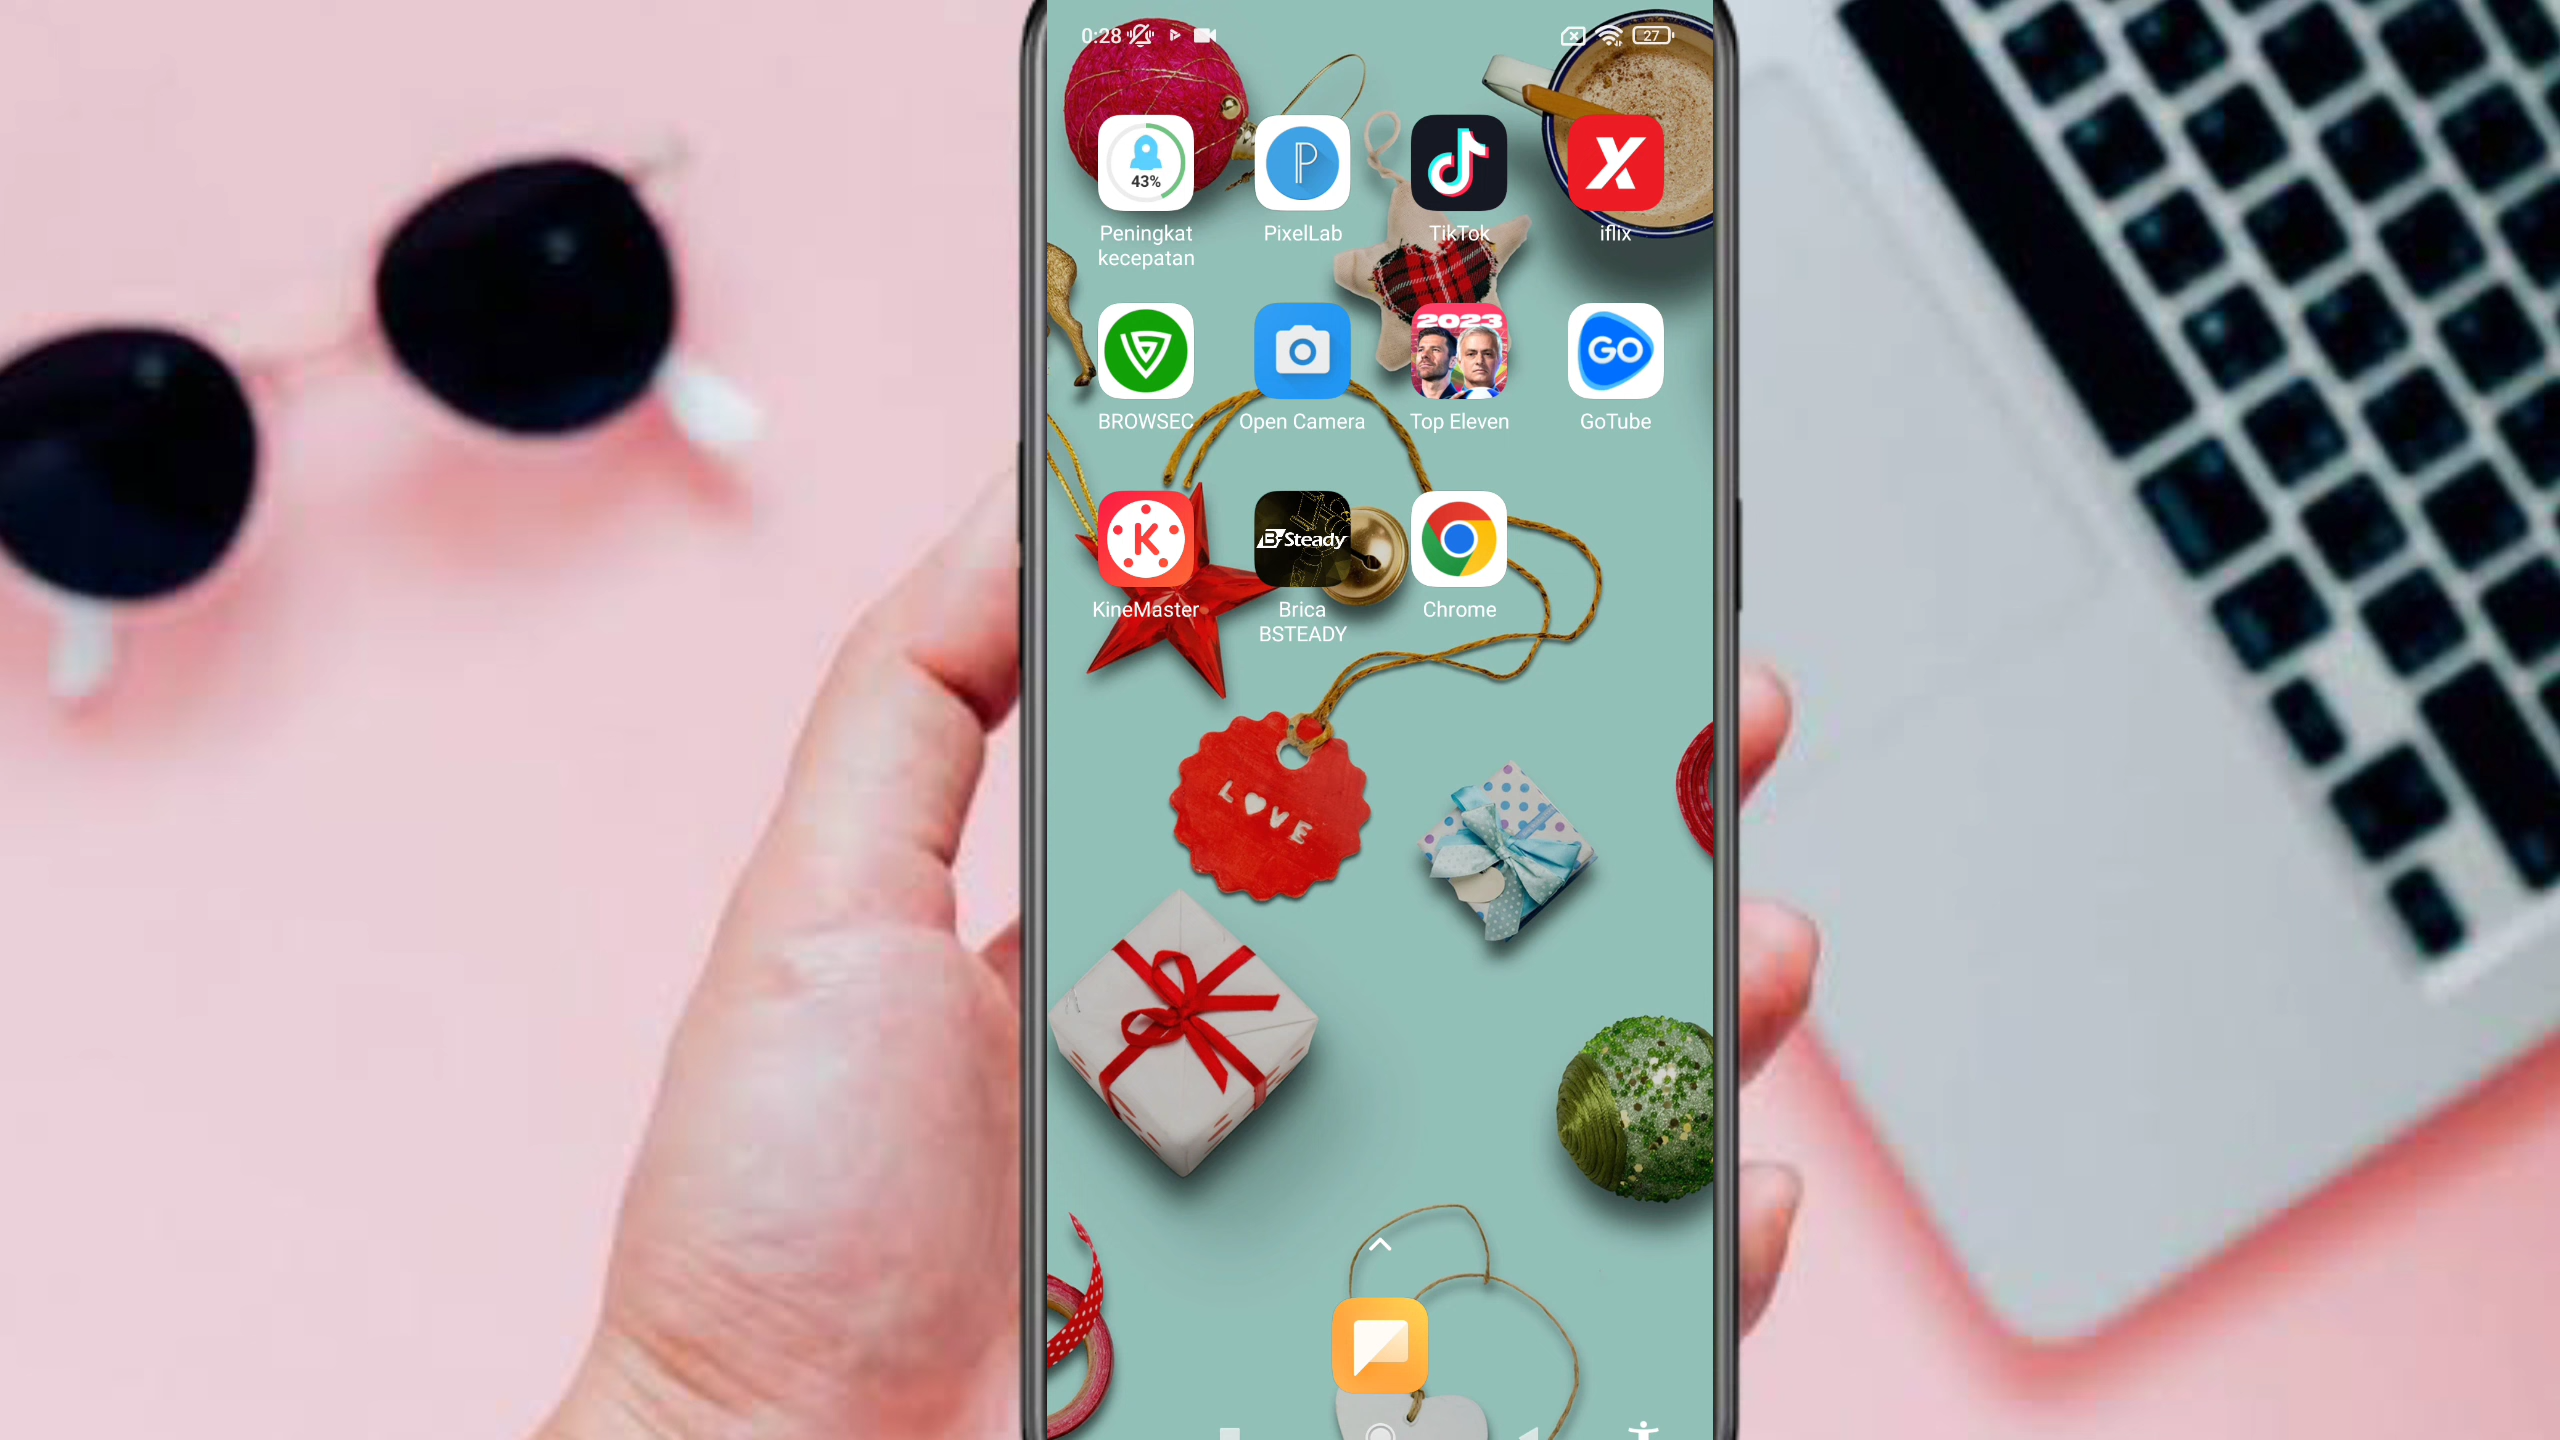 0:28
27
43%
Peningkat
kecepatan
PixelLab
TikTok
iflix
2023
GO
BROWSEC
Open Camera
Top Eleven
GoTube
K
B-Steady
KineMaster
Brica
BSTEADY
Chrome
LOVE